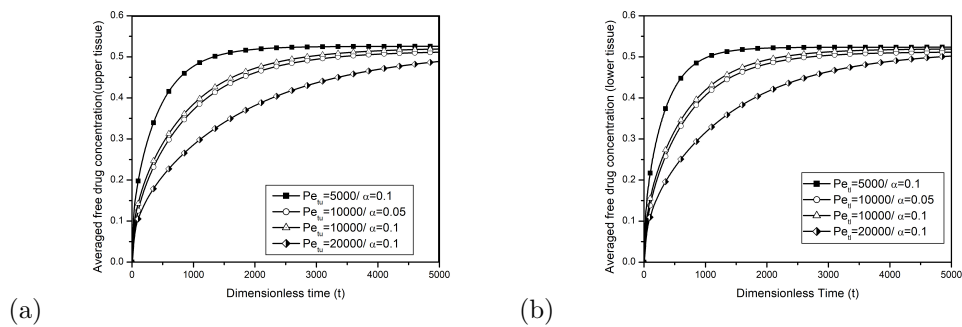 Averaged free drug concentration(upper tissue)
0.6
0.5
0.4
0.3
0.2
0.1
0.0
0 1000 2000 3000 4000 5000
Dimensionless time (t)
Pe_tu=5000/ α=0.1
Pe_tu=10000/ α=0.05
Pe_tu=10000/ α=0.1
Pe_tu=20000/ α=0.1
(a)
Averaged free drug concentration (lower tissue)
0.6
0.5
0.4
0.3
0.2
0.1
0.0
0 1000 2000 3000 4000 5000
Dimensionless Time (t)
Pe_tl=5000/ α=0.1
Pe_tl=10000/ α=0.05
Pe_tl=10000/ α=0.1
Pe_tl=20000/ α=0.1
(b)